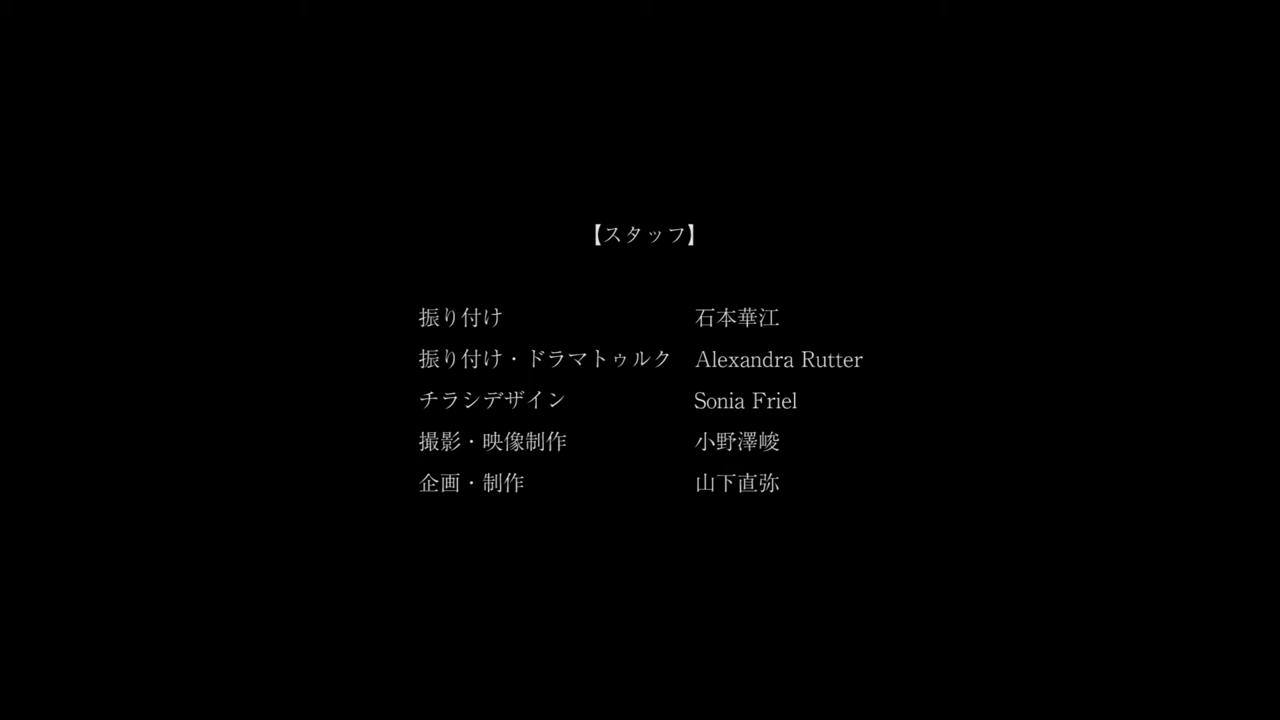 【スタッフ】
振り付け 石本華江
振り付け・ドラマトゥルク Alexandra Rutter
チラシデザイン Sonia Friel
撮影・映像制作 小野澤峻
企画・制作 山下直弥